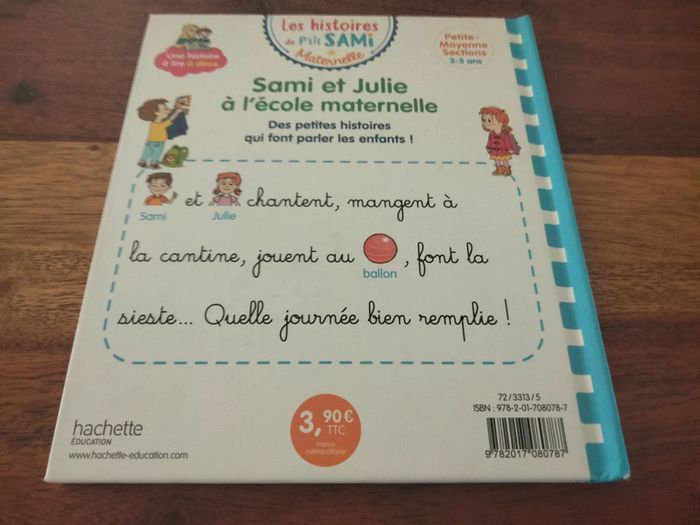 Les histoires
de P'tit SAMI
Maternelle
Une histoire
à lire à deux
Petite -
Moyenne
Sections
3-5 ans
Sami et Julie
à l'école maternelle
Des petites histoires
qui font parler les enfants !
et chantent, mangent à
Sami Julie
la cantine, jouent au , font la
ballon
sieste... Quelle journée bien remplie !
hachette
ÉDUCATION
www.hachette-education.com
3,90 €
TTC
France
métropolitaine
72 / 3313 / 5
ISBN : 978-2-01-708078-7
9 782017 080787